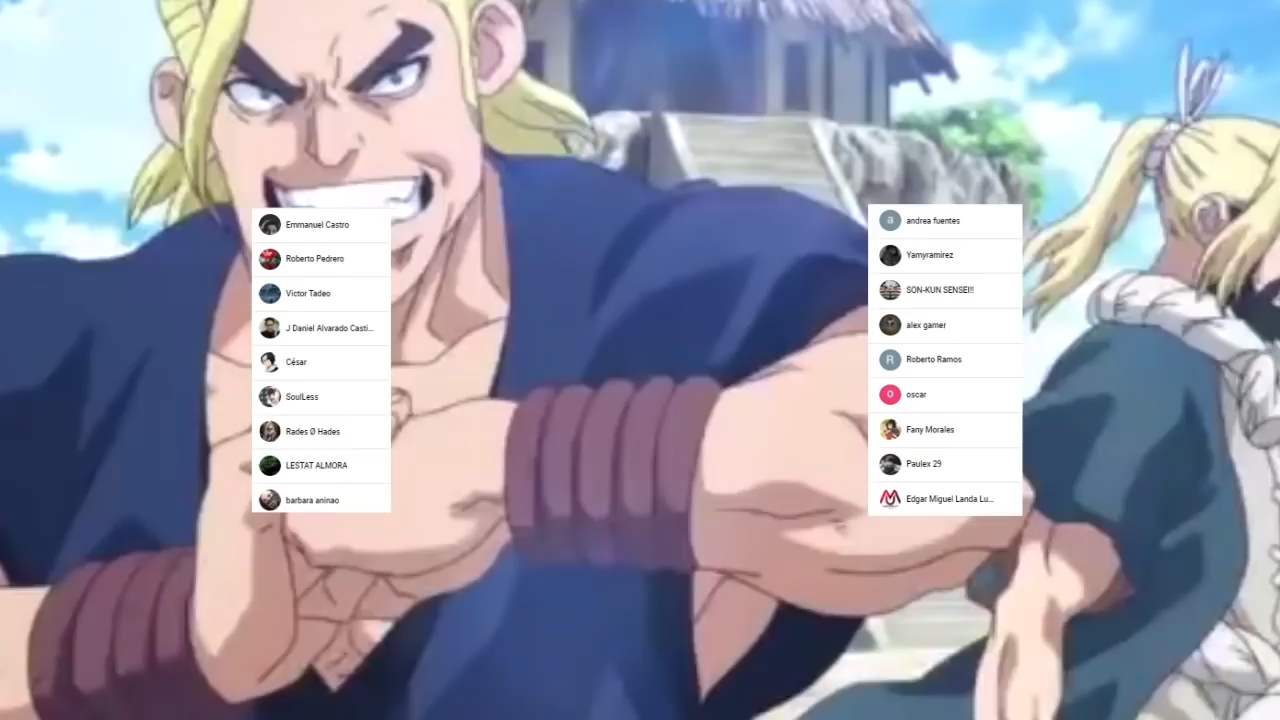 Emmanuel Castro
Roberto Pedrero
Victor Tadeo
J Daniel Alvarado Casti...
César
SoulLess
Rades Ø Hades
LESTAT ALMORA
barbara aninao
a andrea fuentes
Yamyramirez
SON-KUN SENSEI!!
alex gamer
R Roberto Ramos
o oscar
Fany Morales
Paulex 29
Edgar Miguel Landa Lu...